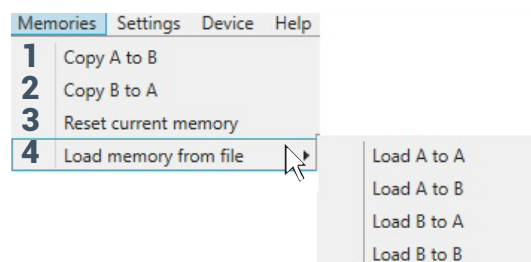 Memories Settings Device Help
1 Copy A to B
2 Copy B to A
3 Reset current memory
4 Load memory from file
Load A to A
Load A to B
Load B to A
Load B to B